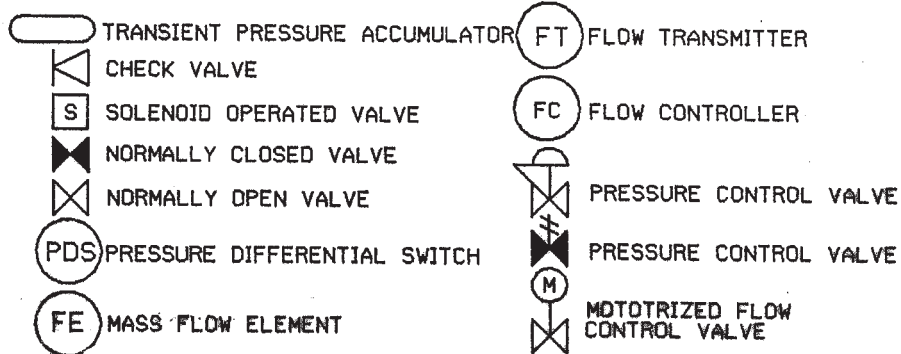 TRANSIENT PRESSURE ACCUMULATOR
CHECK VALVE
S SOLENOID OPERATED VALVE
NORMALLY CLOSED VALVE
NORMALLY OPEN VALVE
PDS PRESSURE DIFFERENTIAL SWITCH
FE MASS FLOW ELEMENT
FT FLOW TRANSMITTER
FC FLOW CONTROLLER
PRESSURE CONTROL VALVE
PRESSURE CONTROL VALVE
M
MOTOTRIZED FLOW
CONTROL VALVE